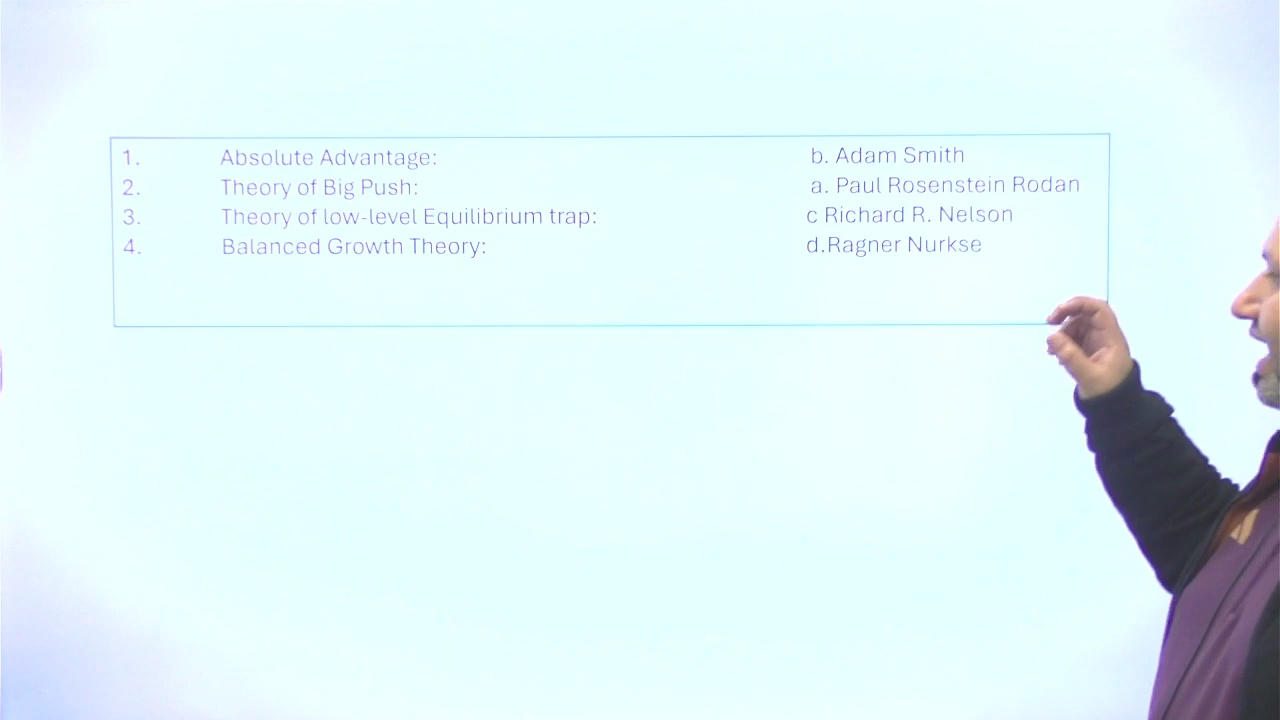 1. Absolute Advantage: b. Adam Smith
2. Theory of Big Push: a. Paul Rosenstein Rodan
3. Theory of low-level Equilibrium trap: c Richard R. Nelson
4. Balanced Growth Theory: d.Ragner Nurkse